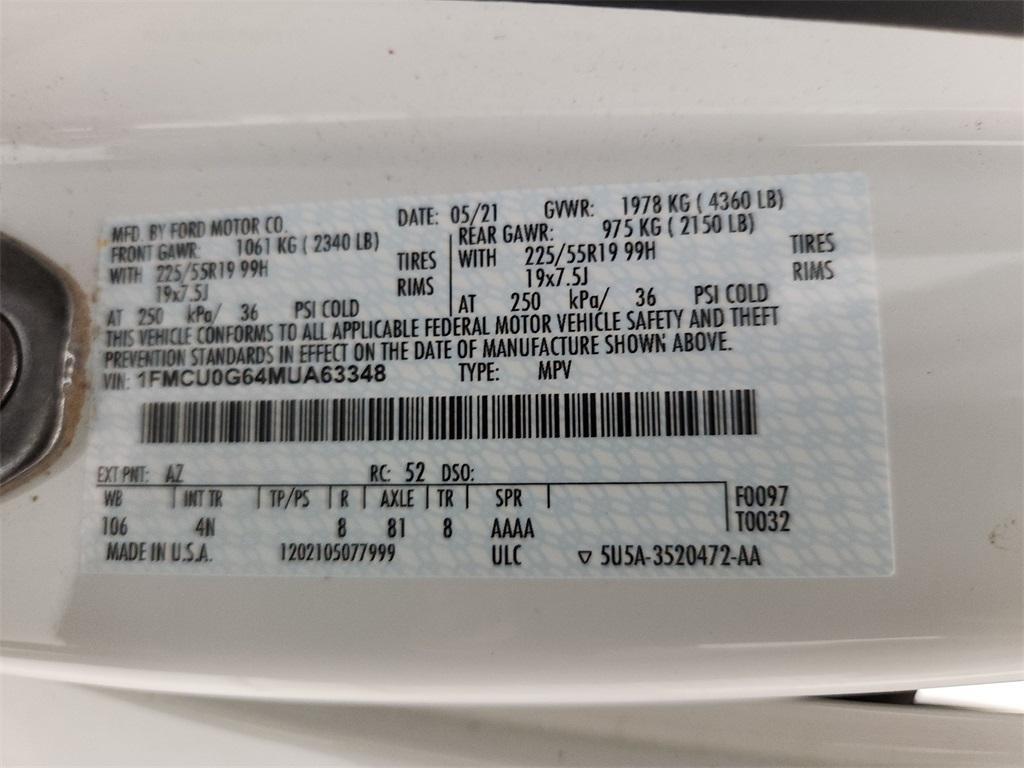 MFD. BY FORD MOTOR CO. DATE: 05/21 GVWR: 1978 KG ( 4360 LB)
FRONT GAWR: 1061 KG ( 2340 LB) REAR GAWR: 975 KG ( 2150 LB)
WITH 225/55R19 99H TIRES WITH 225/55R19 99H TIRES
19x7.5J RIMS 19x7.5J RIMS
AT 250 kPa/ 36 PSI COLD AT 250 kPa/ 36 PSI COLD
THIS VEHICLE CONFORMS TO ALL APPLICABLE FEDERAL MOTOR VEHICLE SAFETY AND THEFT
PREVENTION STANDARDS IN EFFECT ON THE DATE OF MANUFACTURE SHOWN ABOVE.
VIN: 1FMCU0G64MUA63348 TYPE: MPV
EXT PNT: AZ RC: 52 DSO:
WB INT TR TP/PS R AXLE TR SPR F0097
106 4N 8 81 8 AAAA T0032
MADE IN U.S.A. 1202105077999 ULC ▽ 5U5A-3520472-AA